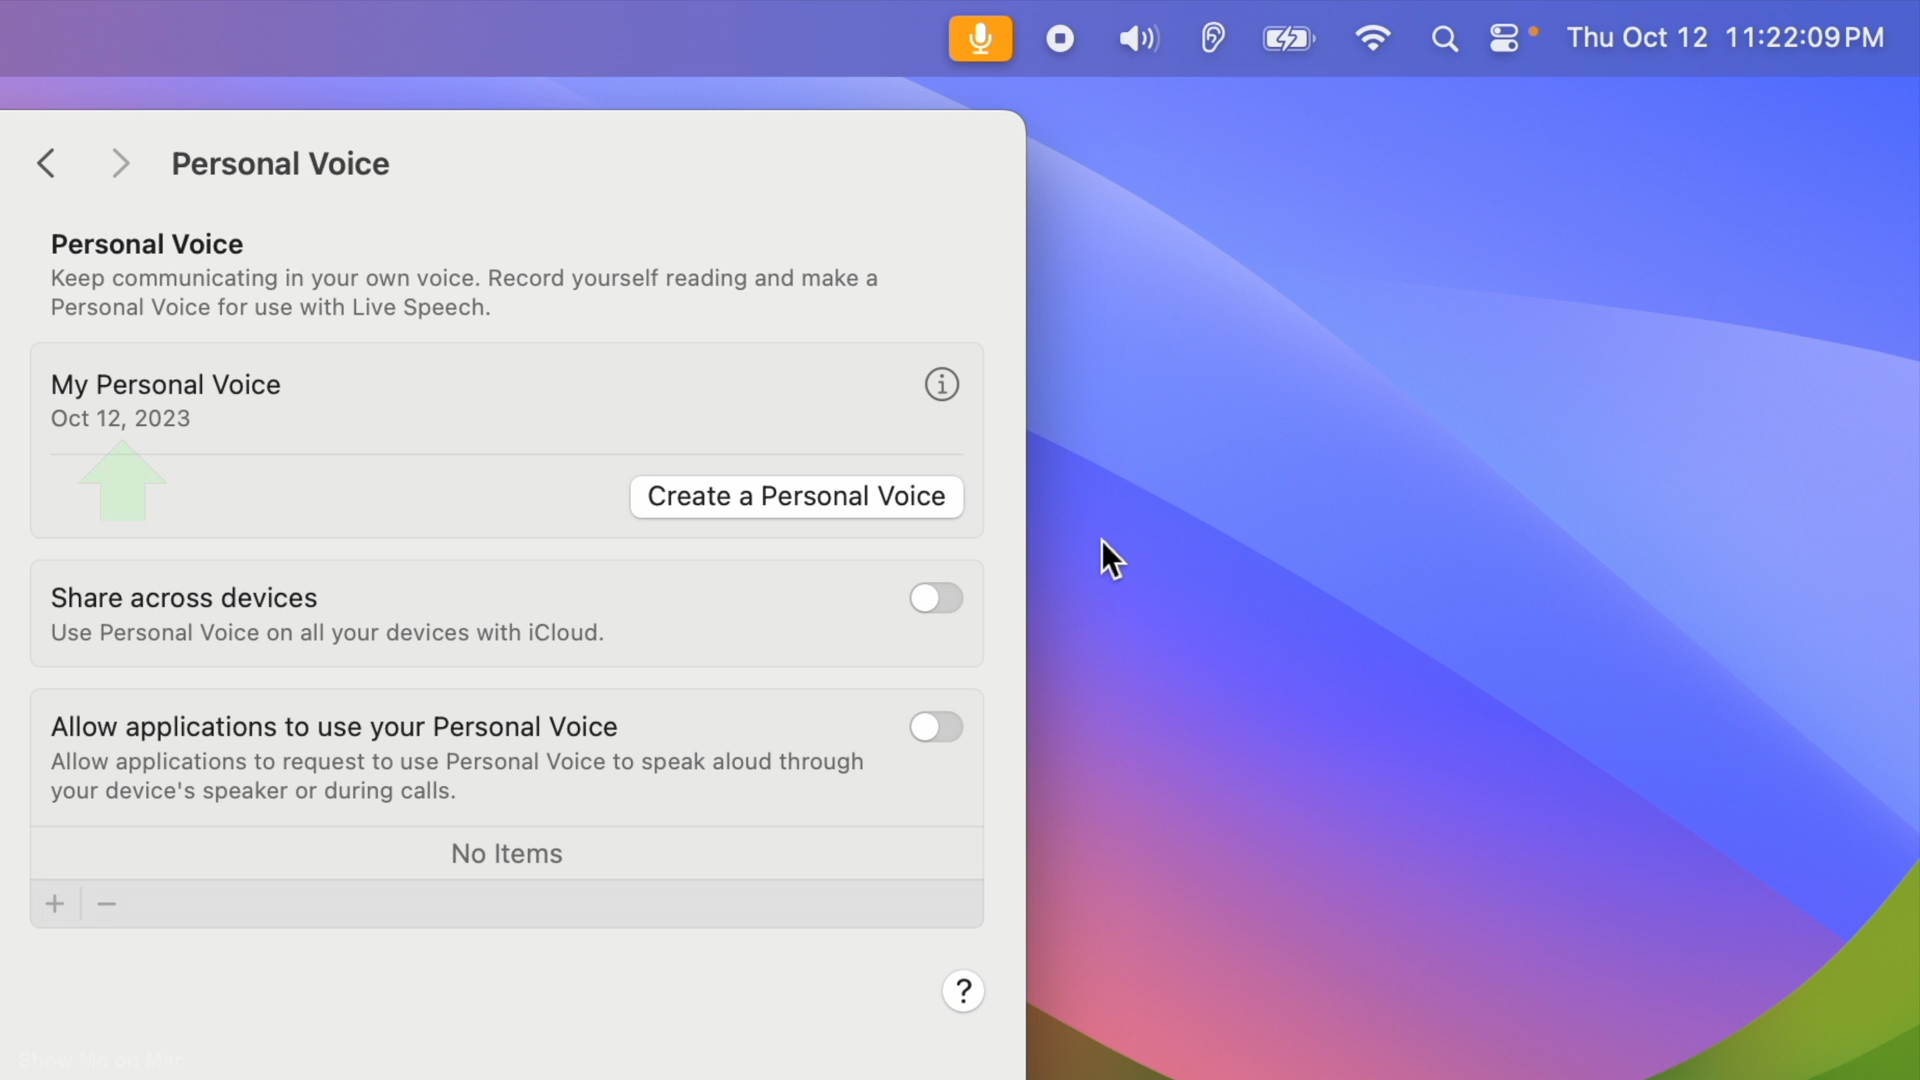 Thu Oct 12 11:22:09 PM
Personal Voice
Personal Voice
Keep communicating in your own voice. Record yourself reading and make a
Personal Voice for use with Live Speech.
My Personal Voice
Oct 12, 2023
Create a Personal Voice
Share across devices
Use Personal Voice on all your devices with iCloud.
Allow applications to use your Personal Voice
Allow applications to request to use Personal Voice to speak aloud through
your device's speaker or during calls.
No Items
+ −
?
Show Me on Mac